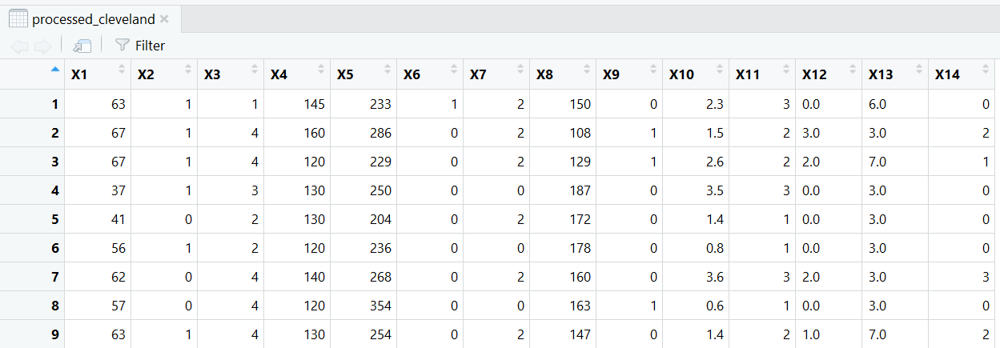 processed_cleveland
Filter
X1 X2 X3 X4 X5 X6 X7 X8 X9 X10 X11 X12 X13 X14
1 63 1 1 145 233 1 2 150 0 2.3 3 0.0 6.0 0
2 67 1 4 160 286 0 2 108 1 1.5 2 3.0 3.0 2
3 67 1 4 120 229 0 2 129 1 2.6 2 2.0 7.0 1
4 37 1 3 130 250 0 0 187 0 3.5 3 0.0 3.0 0
5 41 0 2 130 204 0 2 172 0 1.4 1 0.0 3.0 0
6 56 1 2 120 236 0 0 178 0 0.8 1 0.0 3.0 0
7 62 0 4 140 268 0 2 160 0 3.6 3 2.0 3.0 3
8 57 0 4 120 354 0 0 163 1 0.6 1 0.0 3.0 0
9 63 1 4 130 254 0 2 147 0 1.4 2 1.0 7.0 2